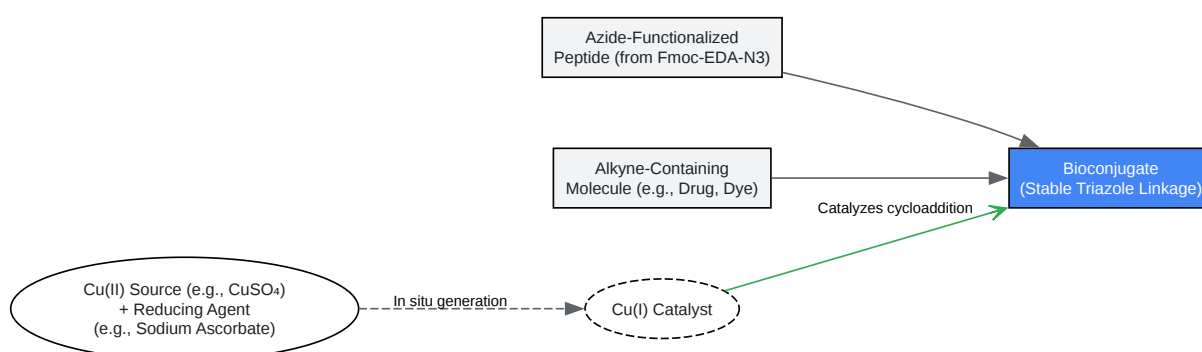 Azide-Functionalized
Peptide (from Fmoc-EDA-N3)
Alkyne-Containing
Molecule (e.g., Drug, Dye)
Bioconjugate
(Stable Triazole Linkage)
Catalyzes cycloaddition
Cu(II) Source (e.g., CuSO₄)
+ Reducing Agent
(e.g., Sodium Ascorbate)
In situ generation
Cu(I) Catalyst